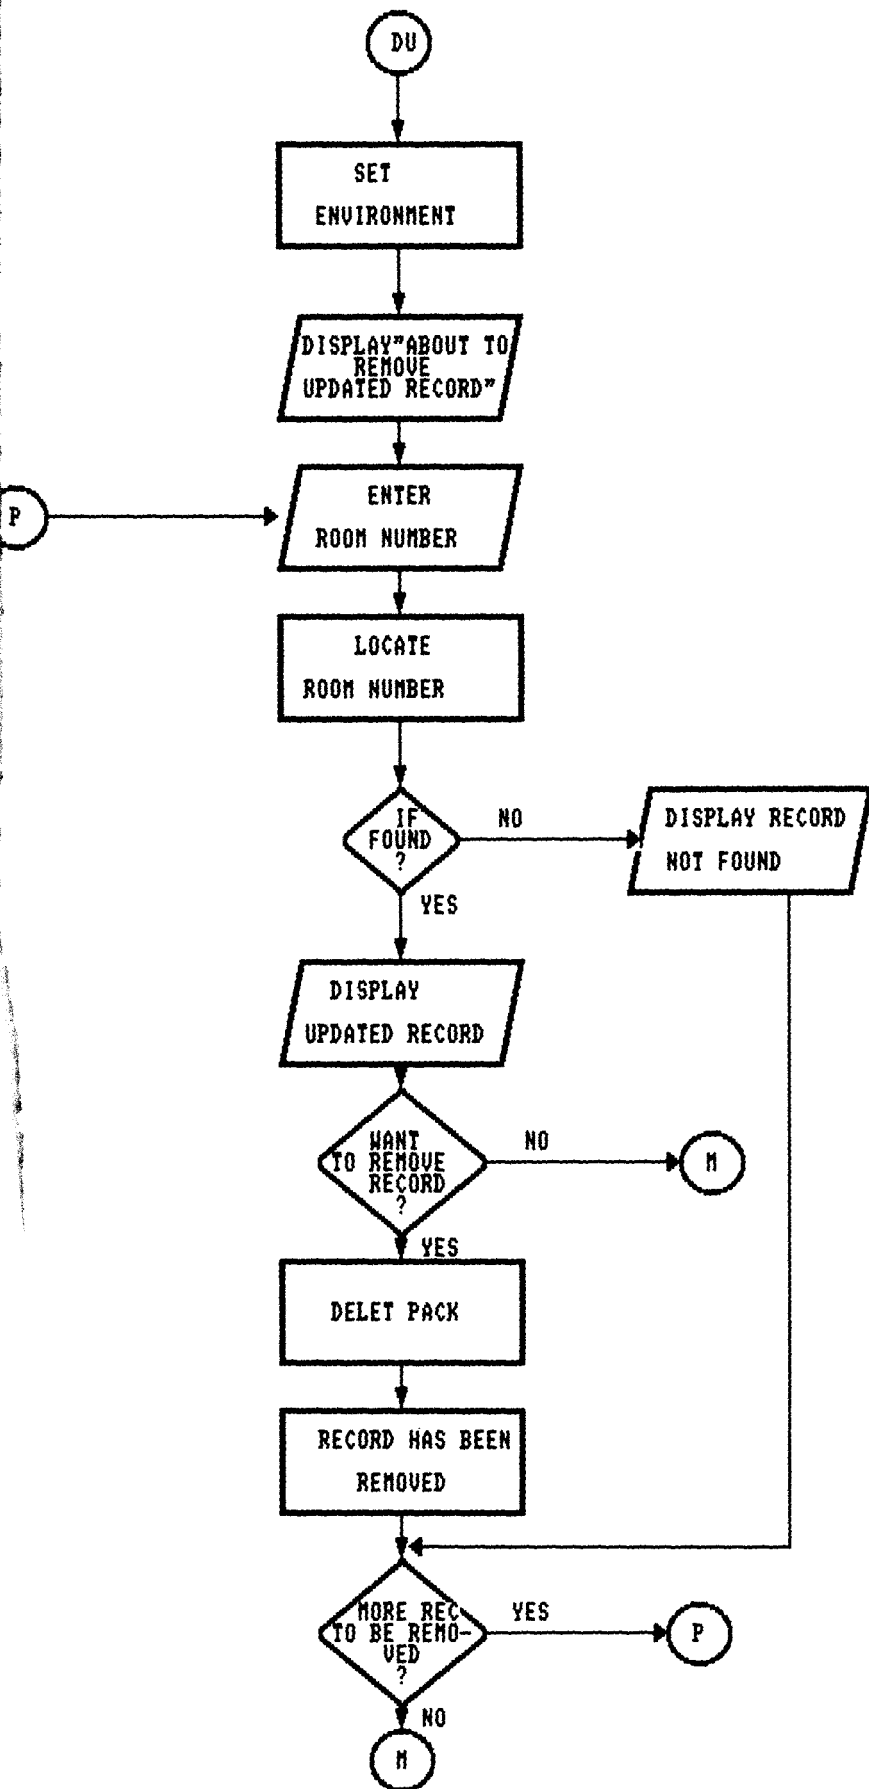 DU
SET
ENVIRONMENT
DISPLAY"ABOUT TO
REMOVE
UPDATED RECORD"
ENTER
ROOM NUMBER
P
LOCATE
ROOM NUMBER
IF
FOUND
?
NO
DISPLAY RECORD
NOT FOUND
YES
DISPLAY
UPDATED RECORD
WANT
TO REMOVE
RECORD
?
NO
M
YES
DELET PACK
RECORD HAS BEEN
REMOVED
MORE REC
TO BE REMO-
VED
?
YES
P
NO
M